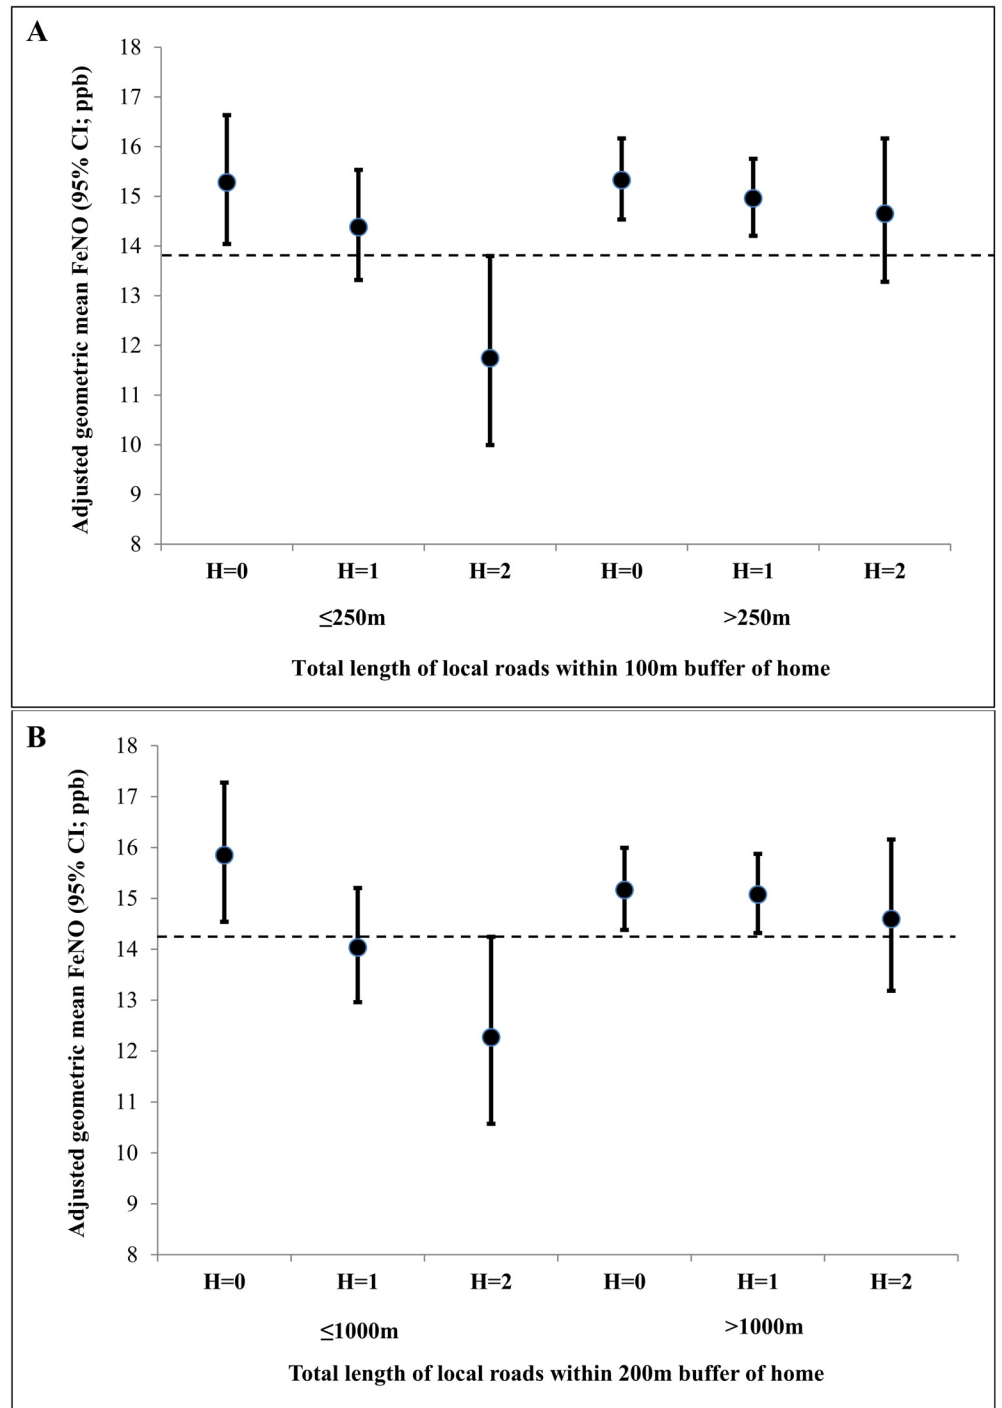 A
Adjusted geometric mean FeNO (95% CI; ppb)
18
17
16
15
14
13
12
11
10
9
8
H=0 H=1 H=2 H=0 H=1 H=2
≤250m >250m
Total length of local roads within 100m buffer of home
B
Adjusted geometric mean FeNO (95% CI; ppb)
18
17
16
15
14
13
12
11
10
9
8
H=0 H=1 H=2 H=0 H=1 H=2
≤1000m >1000m
Total length of local roads within 200m buffer of home